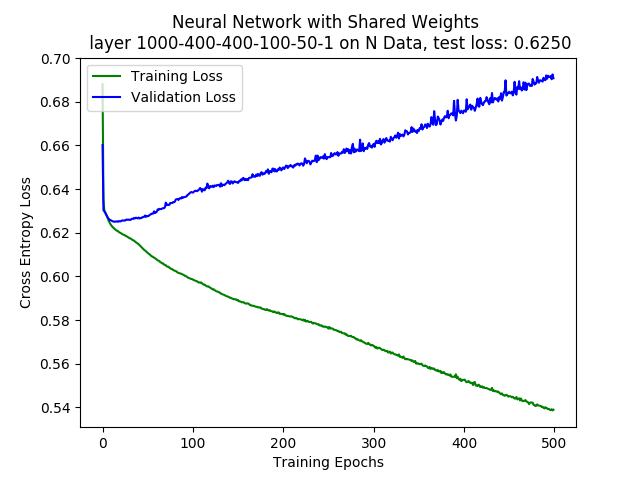 Neural Network with Shared Weights
layer 1000-400-400-100-50-1 on N Data, test loss: 0.6250
0.70
Training Loss
Validation Loss
0.68
0.66
0.64
0.62
0.60
0.58
0.56
0.54
Cross Entropy Loss
0 100 200 300 400 500
Training Epochs